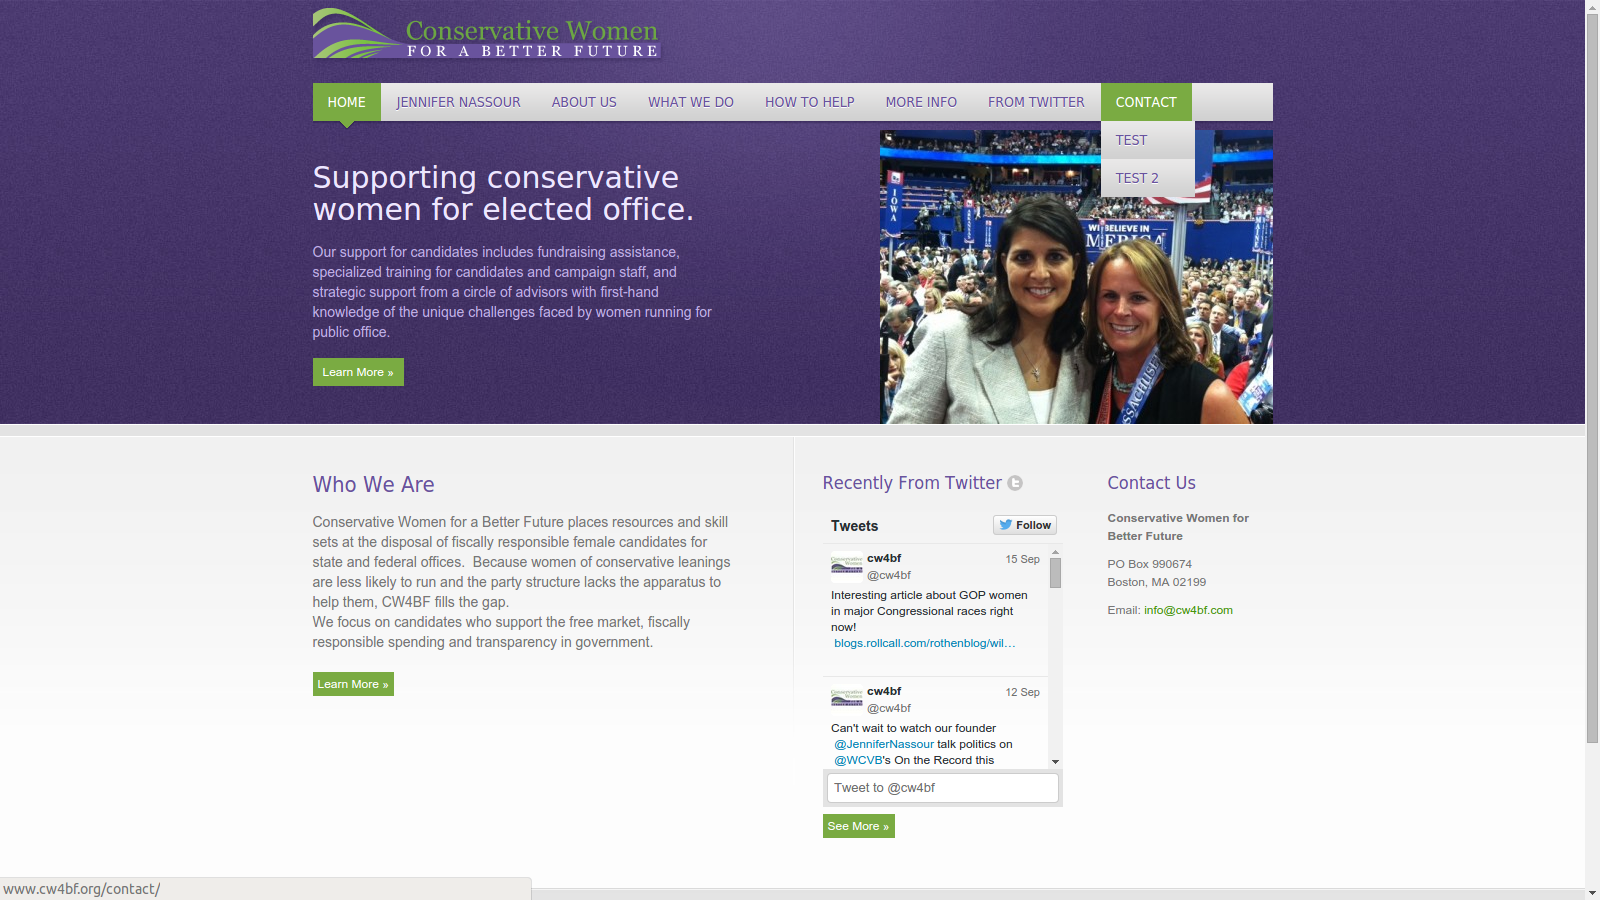 Conservative Women
FOR A BETTER FUTURE
HOME JENNIFER NASSOUR ABOUT US WHAT WE DO HOW TO HELP MORE INFO FROM TWITTER CONTACT
TEST
TEST 2
Supporting conservative
women for elected office.
Our support for candidates includes fundraising assistance,
specialized training for candidates and campaign staff, and
strategic support from a circle of advisors with first-hand
knowledge of the unique challenges faced by women running for
public office.
Learn More »
IOWA
WE BELIEVE IN
MERICA
MAINE
MASSACHUSE
Who We Are
Conservative Women for a Better Future places resources and skill
sets at the disposal of fiscally responsible female candidates for
state and federal offices.  Because women of conservative leanings
are less likely to run and the party structure lacks the apparatus to
help them, CW4BF fills the gap.
We focus on candidates who support the free market, fiscally
responsible spending and transparency in government.
Learn More »
Recently From Twitter
Tweets
Follow
cw4bf 15 Sep
@cw4bf
Interesting article about GOP women
in major Congressional races right
now!
blogs.rollcall.com/rothenblog/wil…
cw4bf 12 Sep
@cw4bf
Can't wait to watch our founder
@JenniferNassour talk politics on
@WCVB's On the Record this
Tweet to @cw4bf
See More »
Contact Us
Conservative Women for
Better Future
PO Box 990674
Boston, MA 02199
Email: info@cw4bf.com
www.cw4bf.org/contact/